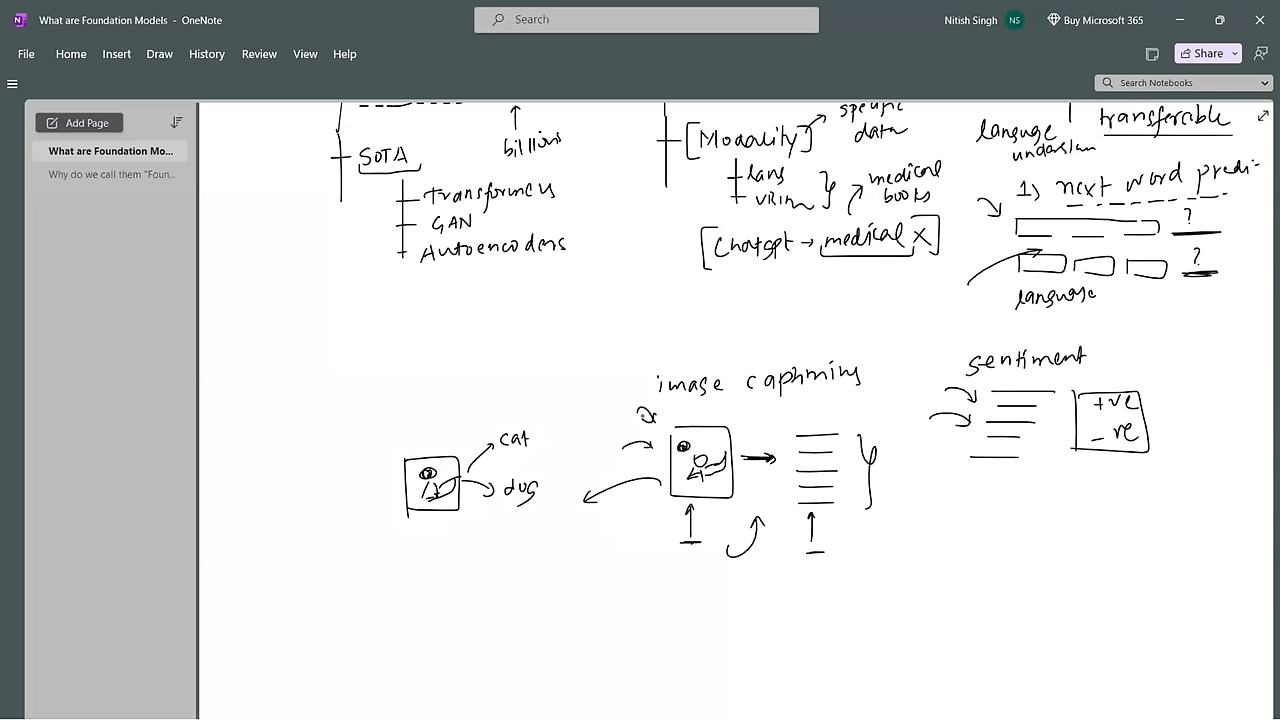 What are Foundation Models - OneNote
Search
Nitish Singh
NS
Buy Microsoft 365
File
Home
Insert
Draw
History
Review
View
Help
Share
Search Notebooks
Add Page
What are Foundation Mo...
Why do we call them "Foun...
billions
SOTA
Transformers
GAN
Autoencoders
[Modality]
specific
data
lang
medical
books
[Chatgpt → medical X]
language
transferable
1) next word predi
?
?
language
cat
dog
image
sentiment
+ve
-ve